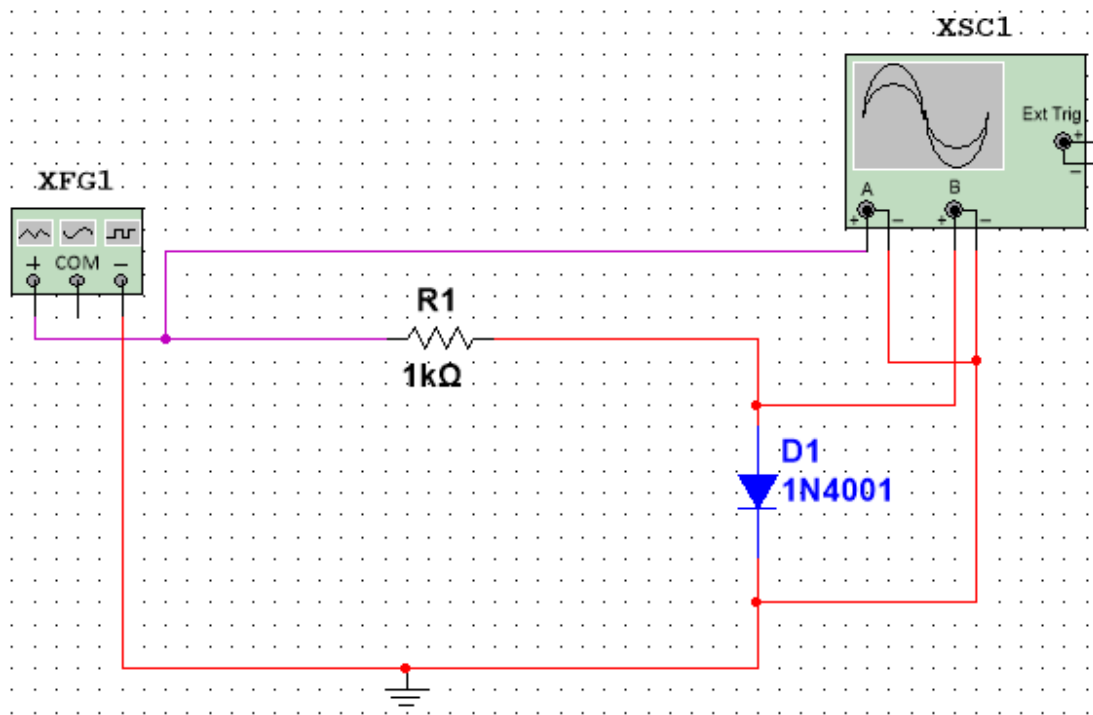 XSC1
Ext Trig
+
−
A
B
+ − + −
XFG1
+ COM −
R1
1kΩ
D1
1N4001